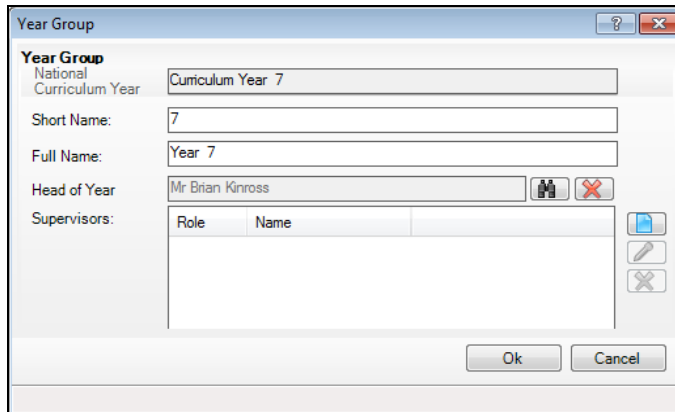 Year Group
Year Group
National
Curriculum Year
Curriculum Year 7
Short Name:
7
Full Name:
Year 7
Head of Year
Mr Brian Kinross
Supervisors:
Role Name
Ok Cancel